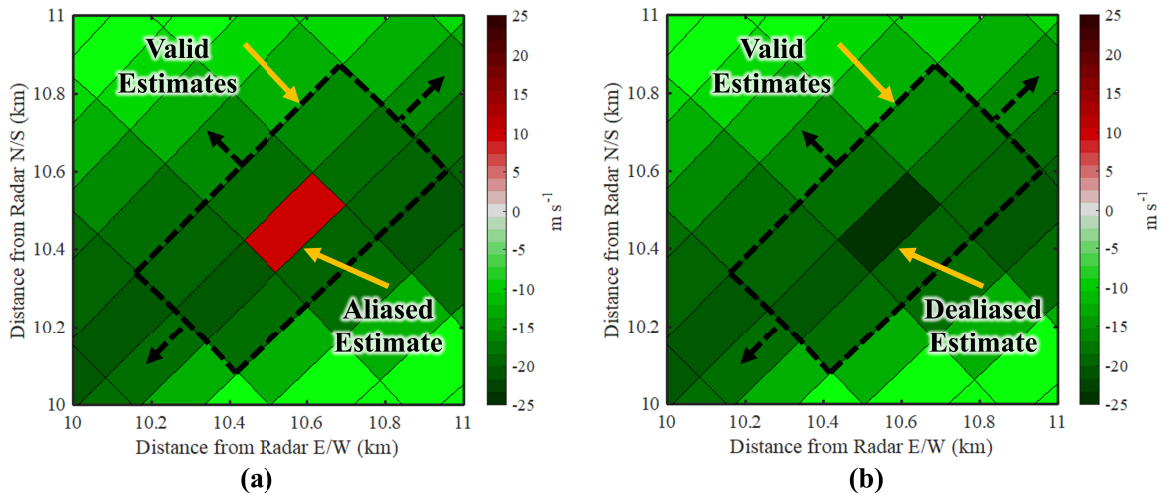 11
10.8
10.6
10.4
10.2
10
10
10.2
10.4
10.6
10.8
11
Distance from Radar N/S (km)
Distance from Radar E/W (km)
Valid
Estimates
Aliased
Estimate
25
20
15
10
5
0
-5
-10
-15
-20
-25
m s-1
(a)
11
10.8
10.6
10.4
10.2
10
10
10.2
10.4
10.6
10.8
11
Distance from Radar N/S (km)
Distance from Radar E/W (km)
Valid
Estimates
Dealiased
Estimate
25
20
15
10
5
0
-5
-10
-15
-20
-25
m s-1
(b)